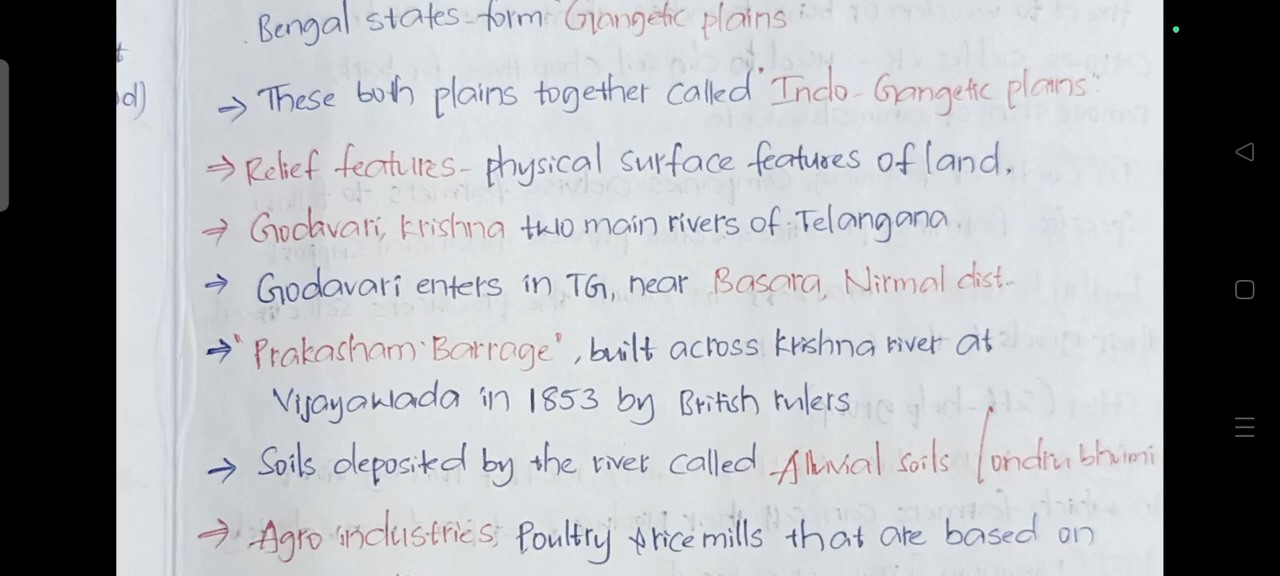 Bengal states form Gangetic plains
d)
→ These both plains together called "Indo-Gangetic plains"
→ Relief features - physical surface features of land.
→ Godavari, Krishna two main rivers of Telangana
→ Godavari enters in TG, near Basara, Nirmal dist.
→ "Prakasham Barrage", built across Krishna river at
Vijayawada in 1853 by British rulers
→ Soils deposited by the river called Alluvial soils / ondru bhumi
→ Agro industries; Poultry & rice mills that are based on